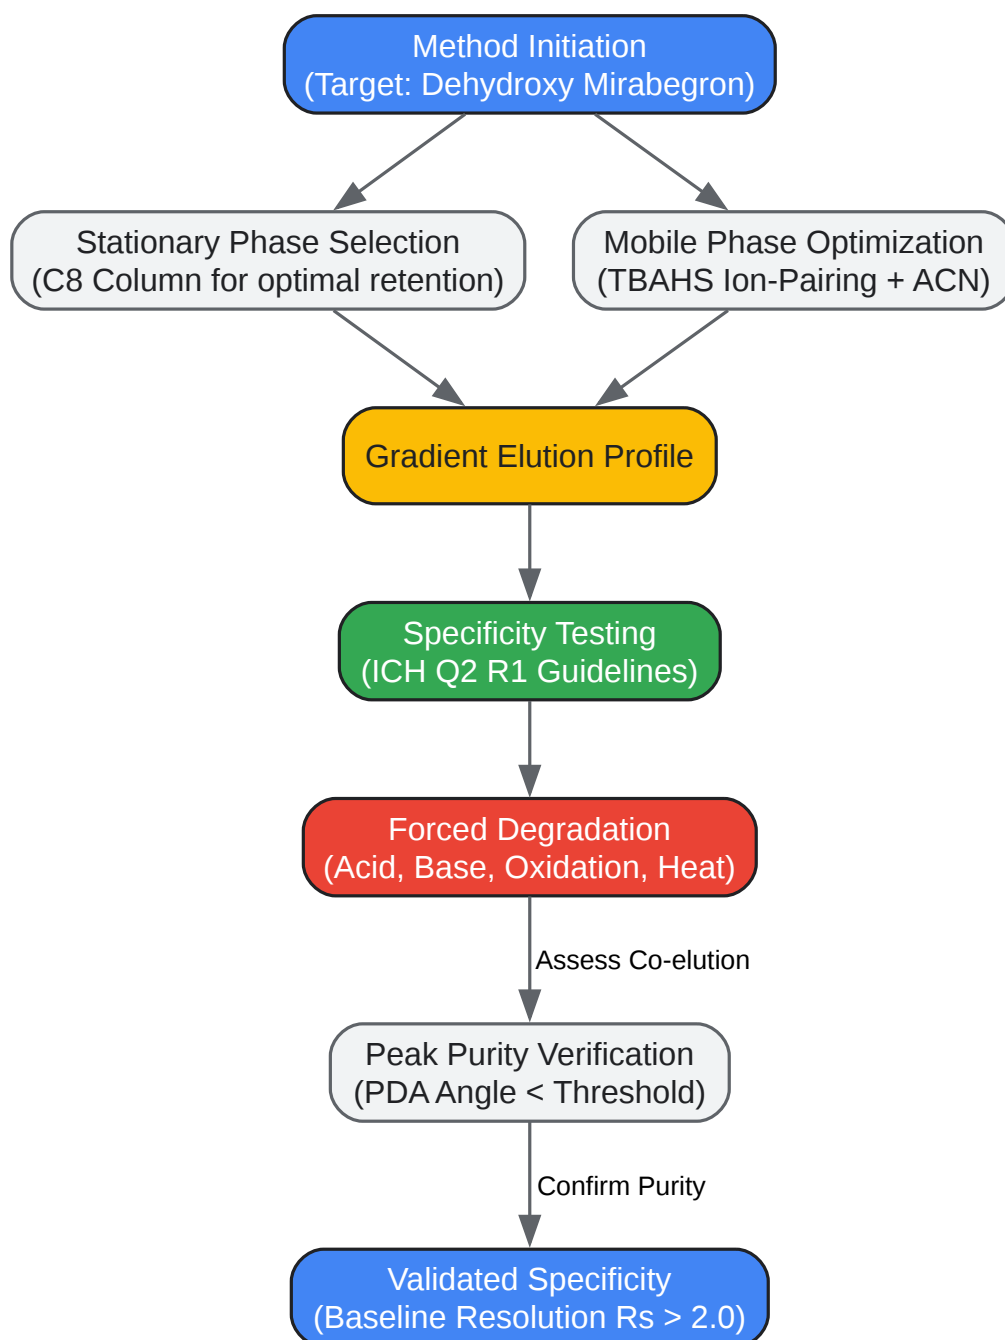 Method Initiation
(Target: Dehydroxy Mirabegron)
Stationary Phase Selection
(C8 Column for optimal retention)
Mobile Phase Optimization
(TBAHS Ion-Pairing + ACN)
Gradient Elution Profile
Specificity Testing
(ICH Q2 R1 Guidelines)
Forced Degradation
(Acid, Base, Oxidation, Heat)
Assess Co-elution
Peak Purity Verification
(PDA Angle < Threshold)
Confirm Purity
Validated Specificity
(Baseline Resolution Rs > 2.0)